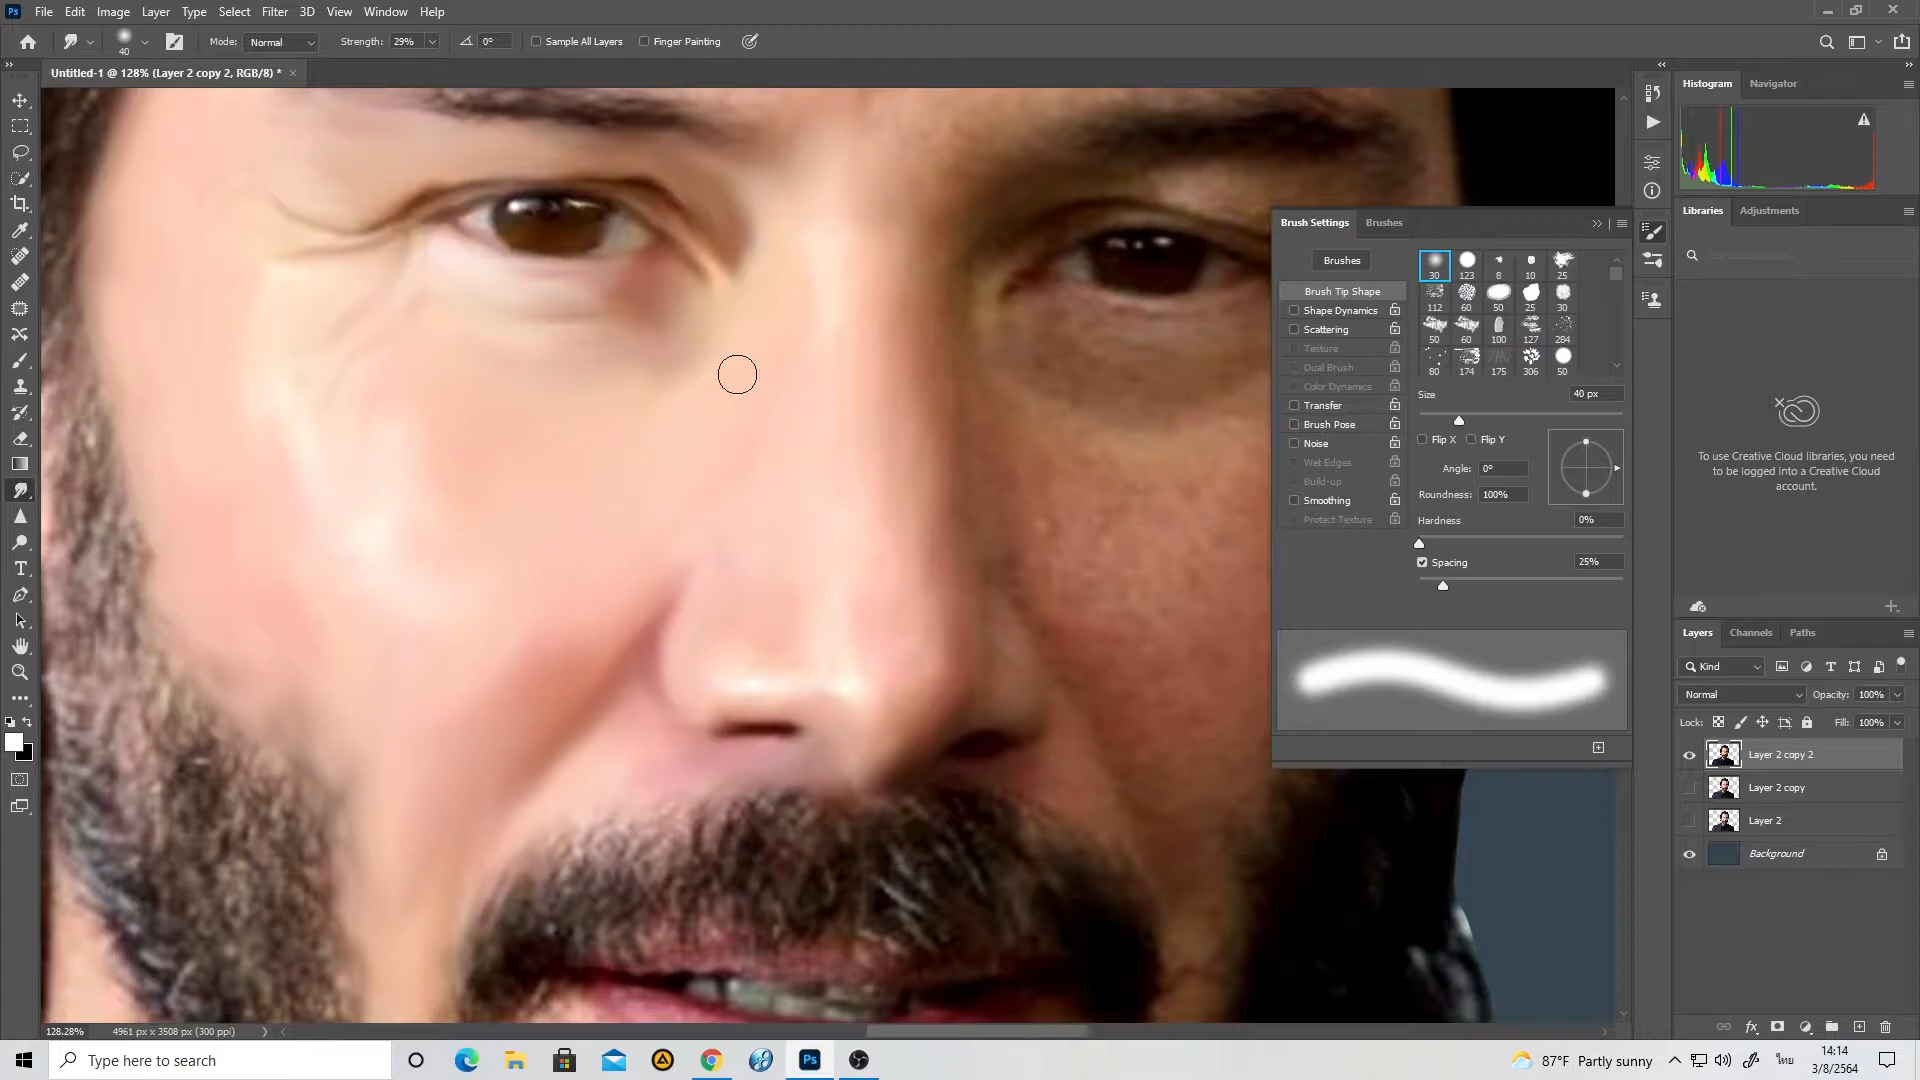 Ps File Edit Image Layer Type Select Filter 3D View Window Help
40 Mode: Normal Strength: 29% 0° Sample All Layers Finger Painting
Untitled-1 @ 128% (Layer 2 copy 2, RGB/8) * ×
Histogram Navigator
Libraries Adjustments
To use Creative Cloud libraries, you need
to be logged into a Creative Cloud
account.
Brush Settings Brushes
Brushes
30 123 8 10 25
Brush Tip Shape
112 60 50 25 30
Shape Dynamics
Scattering
50 60 100 127 284
Texture
Dual Brush
80 174 175 306 50
Color Dynamics
Size 40 px
Transfer
Brush Pose
Flip X Flip Y
Noise
Wet Edges
Angle: 0°
Build-up
Roundness: 100%
Smoothing
Protect Texture
Hardness 0%
Spacing 25%
Layers Channels Paths
Kind
Normal Opacity: 100%
Lock: Fill: 100%
Layer 2 copy 2
Layer 2 copy
Layer 2
Background
128.28% 4961 px x 3508 px (300 ppi)
Type here to search
Ps
87°F Partly sunny
ไทย
14:14
3/8/2564